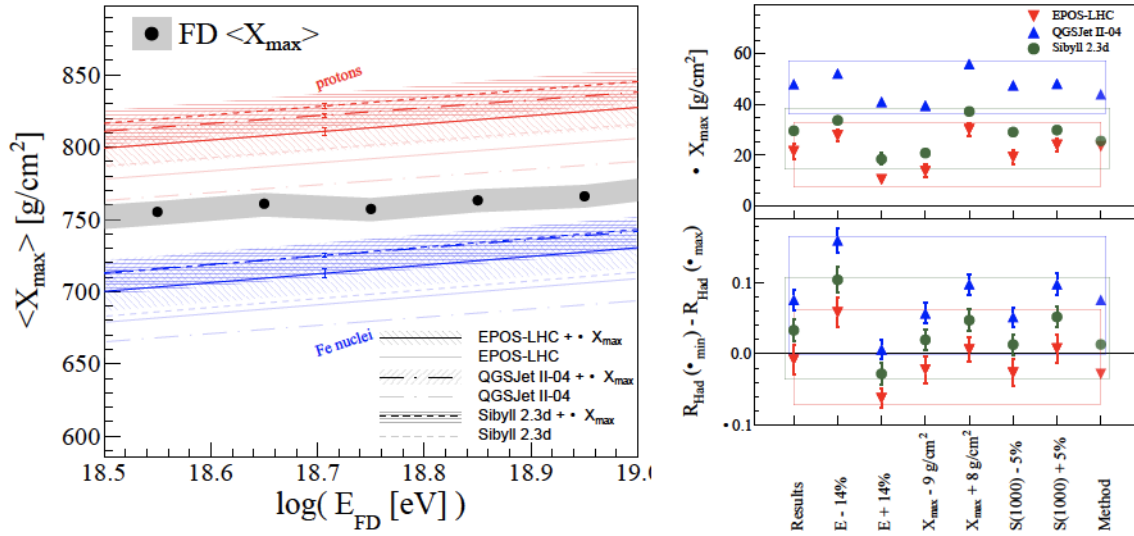 FD <Xmax>
protons
Fe nuclei
<Xmax> [g/cm2]
850
800
750
700
650
600
EPOS-LHC + • Xmax
EPOS-LHC
QGSJet II-04 + • Xmax
QGSJet II-04
Sibyll 2.3d + • Xmax
Sibyll 2.3d
18.5
18.6
18.7
18.8
18.9
19.0
log( EFD [eV] )
EPOS-LHC
QGSJet II-04
Sibyll 2.3d
• Xmax [g/cm2]
60
40
20
0
RHad (•min) - RHad (•max)
0.1
0.0
•0.1
Results
E - 14%
E + 14%
Xmax - 9 g/cm2
Xmax + 8 g/cm2
S(1000) - 5%
S(1000) + 5%
Method